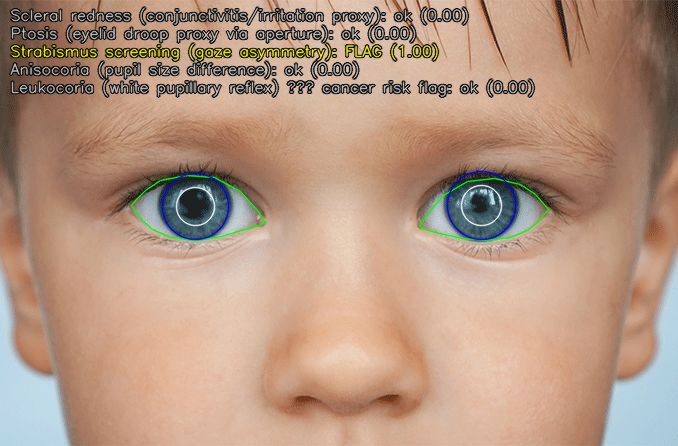 Scleral redness (conjunctivitis/irritation proxy): ok (0.00)
Ptosis (eyelid droop proxy via aperture): ok (0.00)
Strabismus screening (gaze asymmetry): FLAG (1.00)
Anisocoria (pupil size difference): ok (0.00)
Leukocoria (white pupillary reflex) ??? cancer risk flag: ok (0.00)